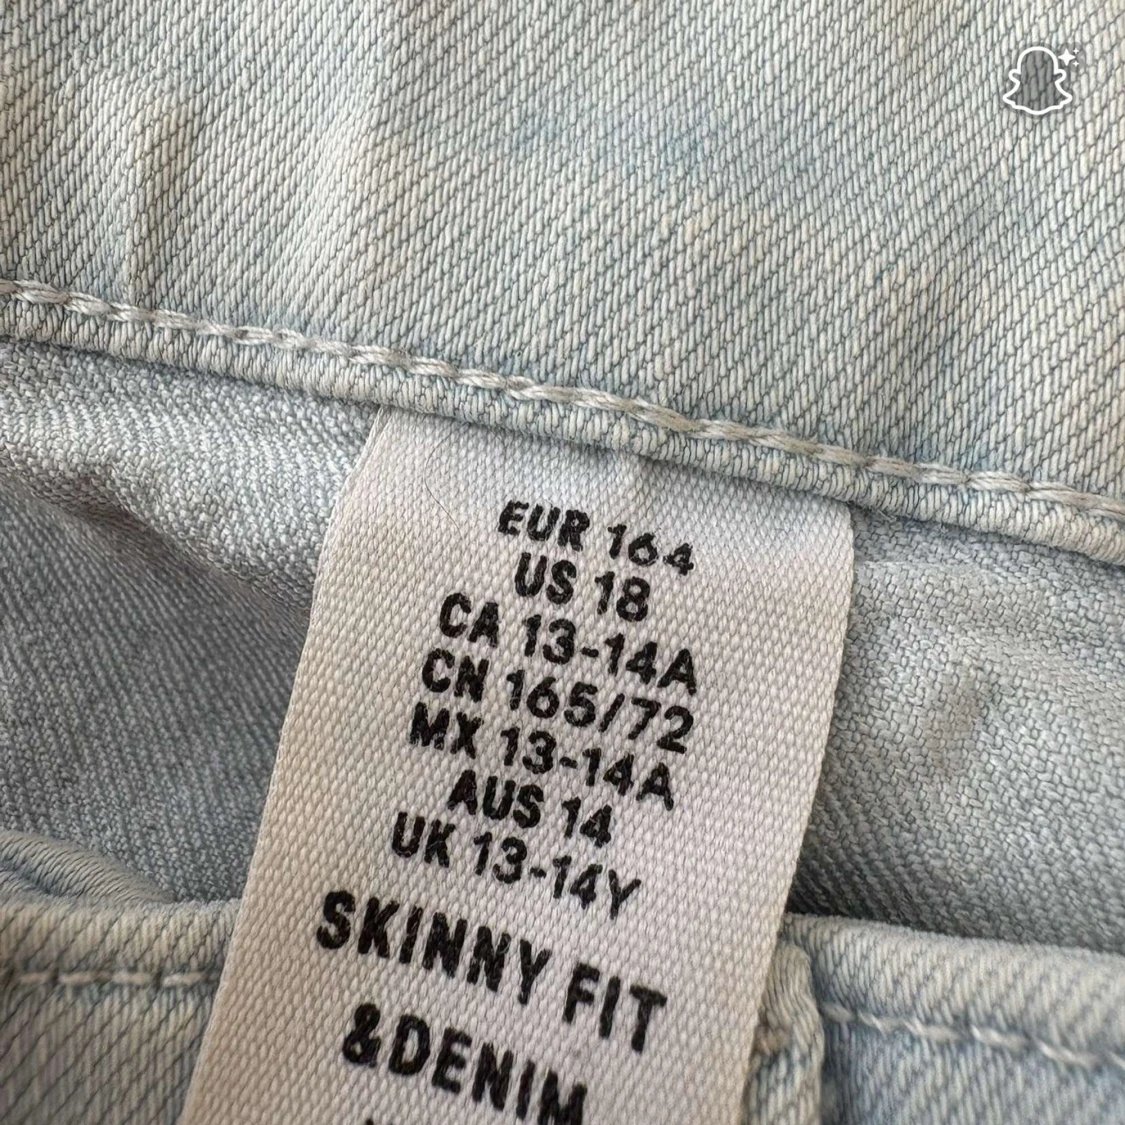 EUR 164
US 18
CA 13-14A
CN 165/72
MX 13-14A
AUS 14
UK 13-14Y
SKINNY FIT
&DENIM